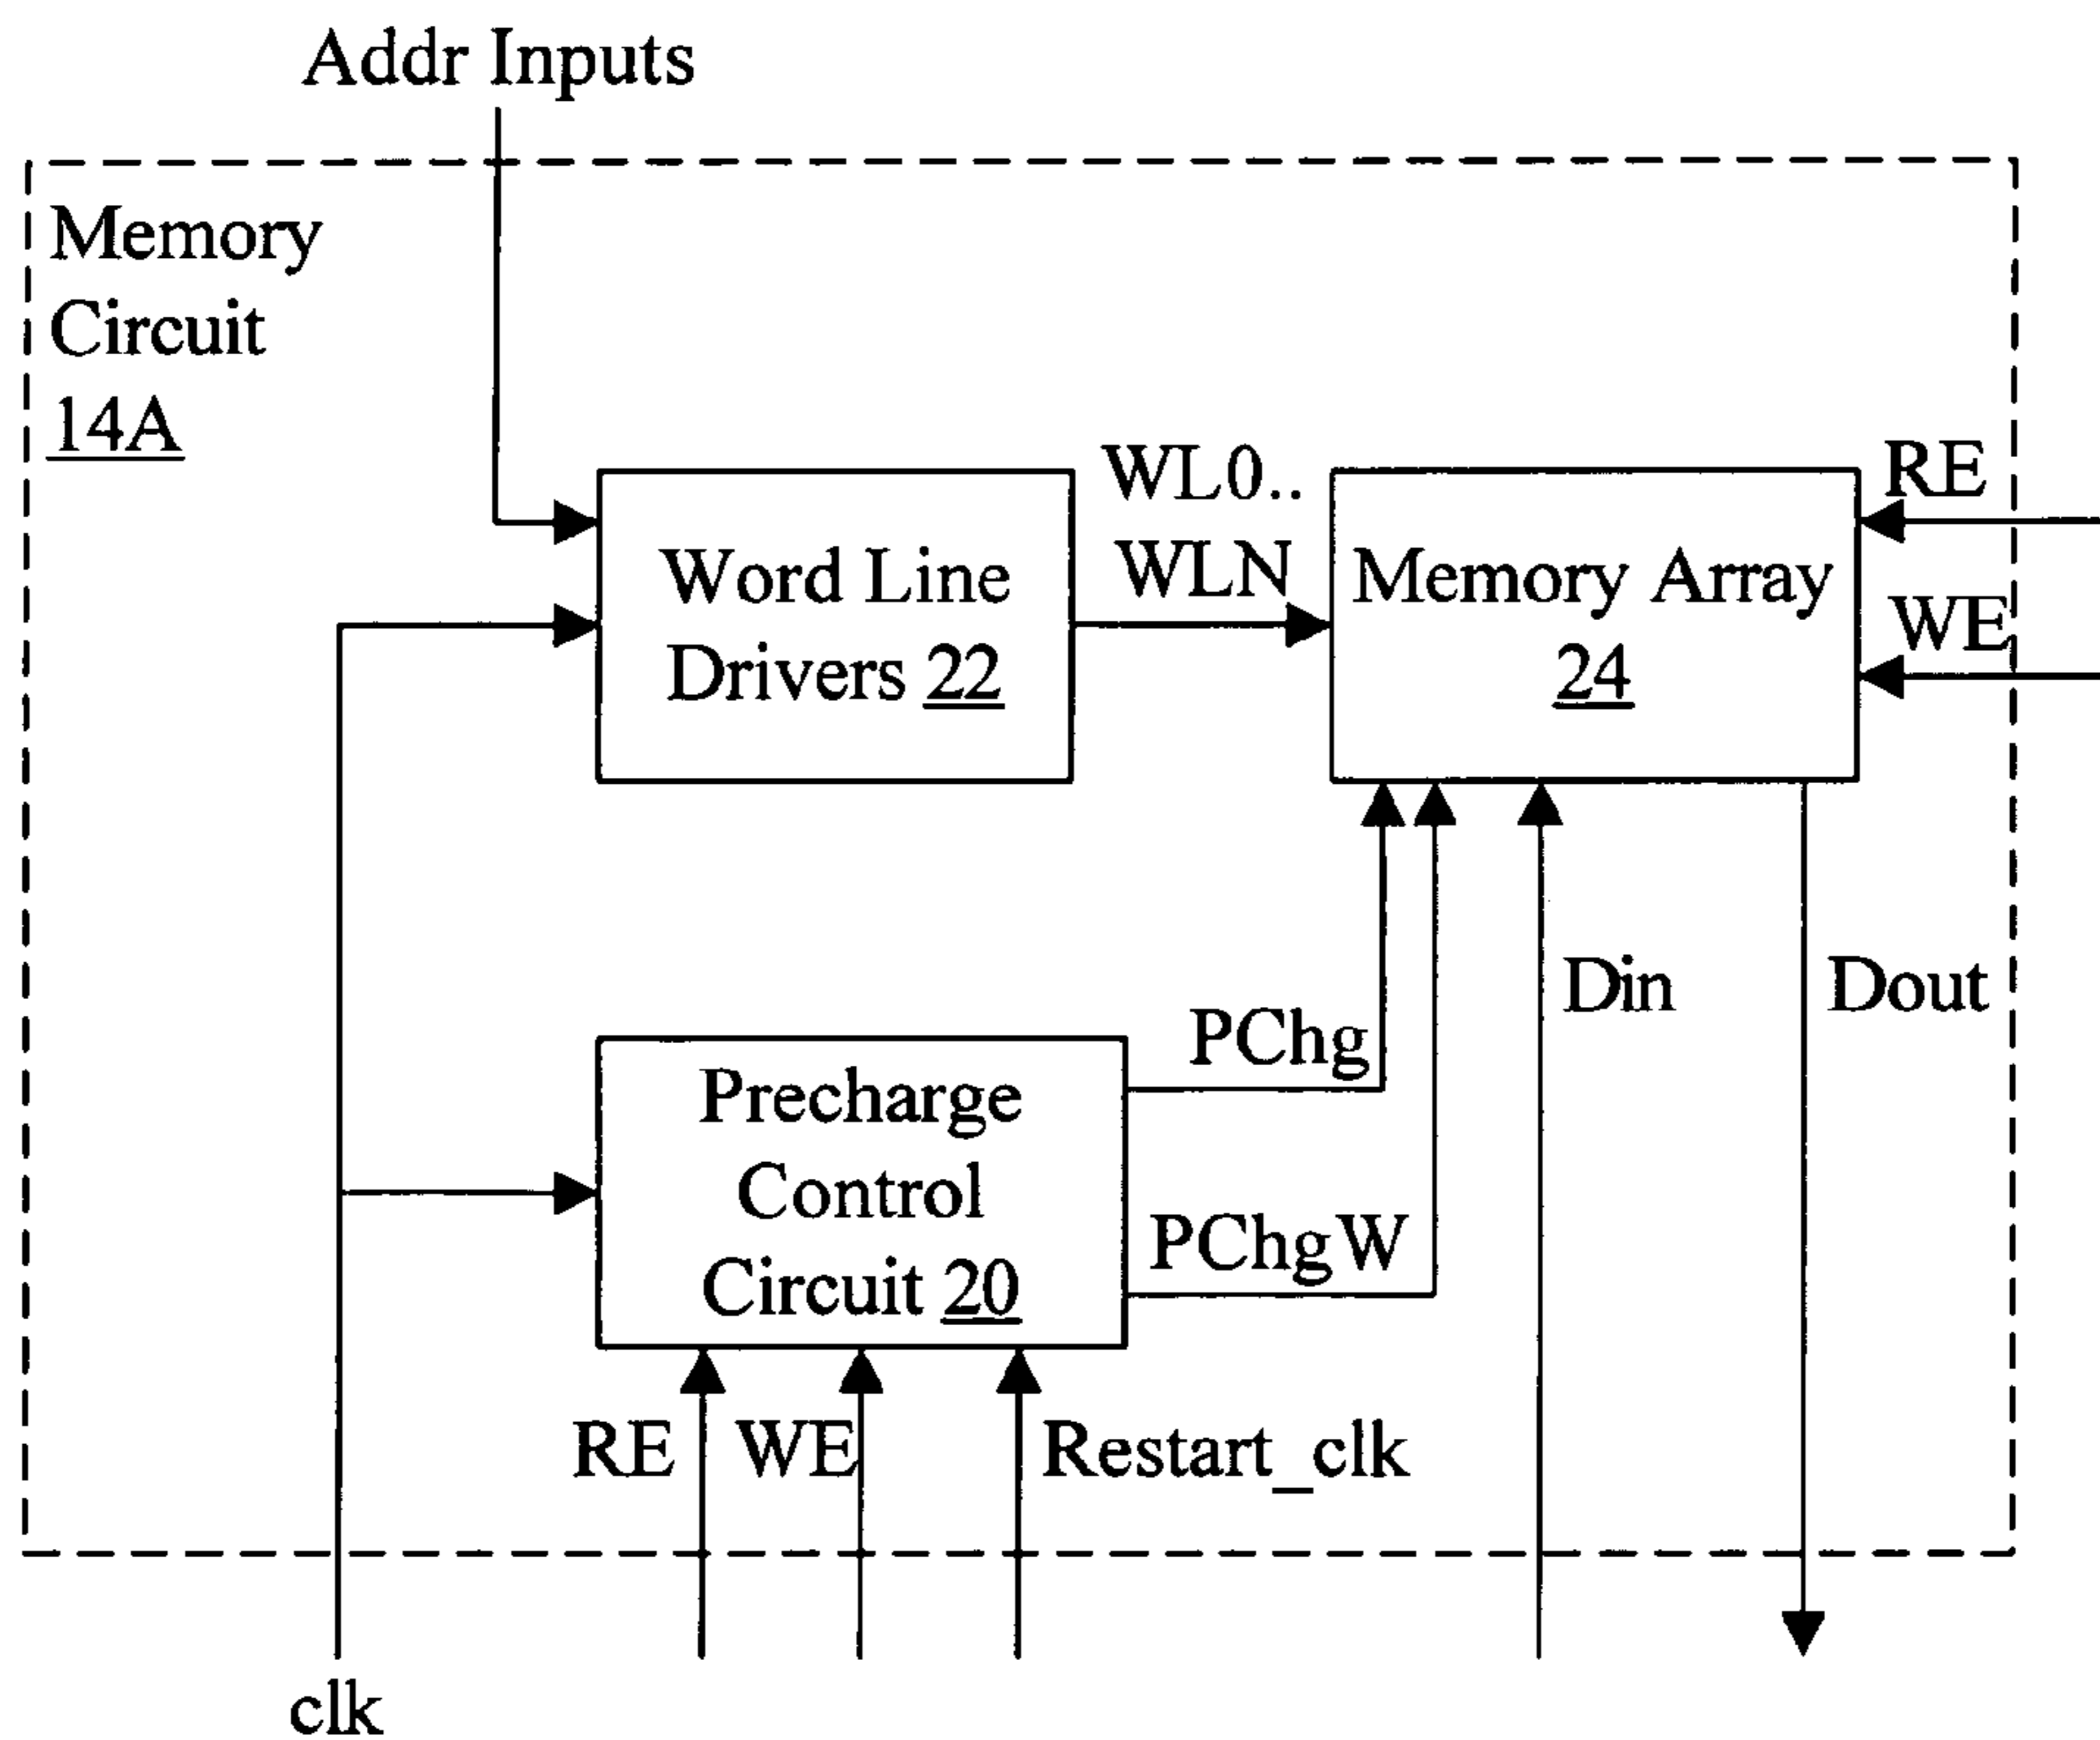 Addr Inputs
Memory
Circuit
14A
WL0..
WLN
RE
WE
Word Line
Drivers 22
Memory Array
24
Din
Dout
PChg
PChgW
Precharge
Control
Circuit 20
RE
WE
Restart_clk
clk